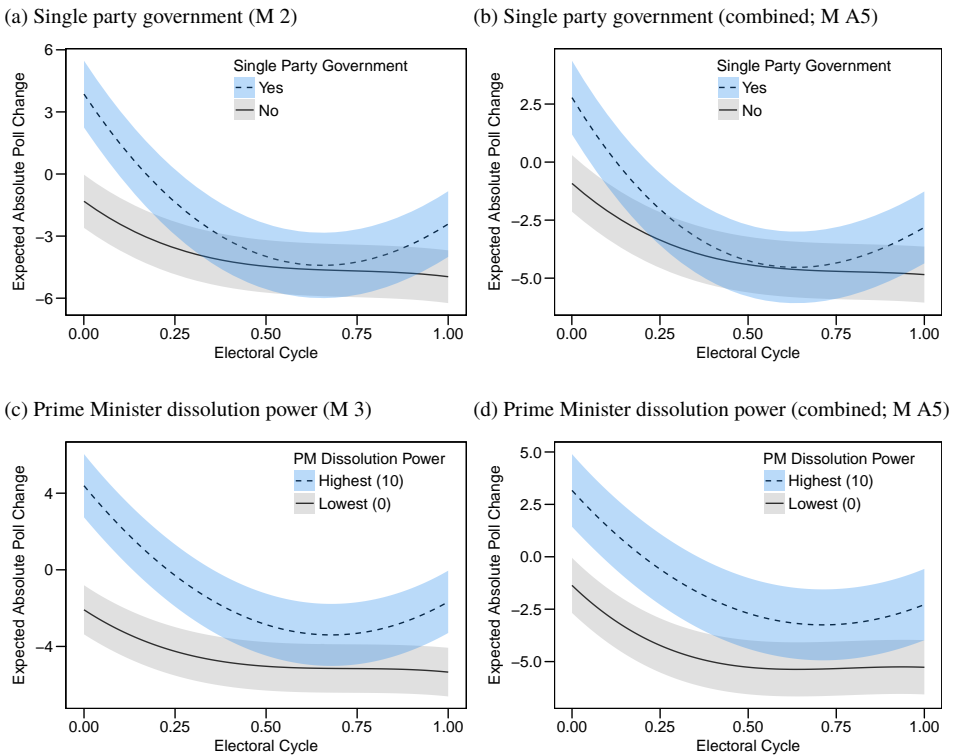 (a) Single party government (M 2)
Expected Absolute Poll Change
6
3
0
−3
−6
Single Party Government
Yes
No
0.00 0.25 0.50 0.75 1.00
Electoral Cycle
(b) Single party government (combined; M A5)
Expected Absolute Poll Change
2.5
0.0
−2.5
−5.0
Single Party Government
Yes
No
0.00 0.25 0.50 0.75 1.00
Electoral Cycle
(c) Prime Minister dissolution power (M 3)
Expected Absolute Poll Change
4
0
−4
PM Dissolution Power
Highest (10)
Lowest (0)
0.00 0.25 0.50 0.75 1.00
Electoral Cycle
(d) Prime Minister dissolution power (combined; M A5)
Expected Absolute Poll Change
5.0
2.5
0.0
−2.5
−5.0
PM Dissolution Power
Highest (10)
Lowest (0)
0.00 0.25 0.50 0.75 1.00
Electoral Cycle